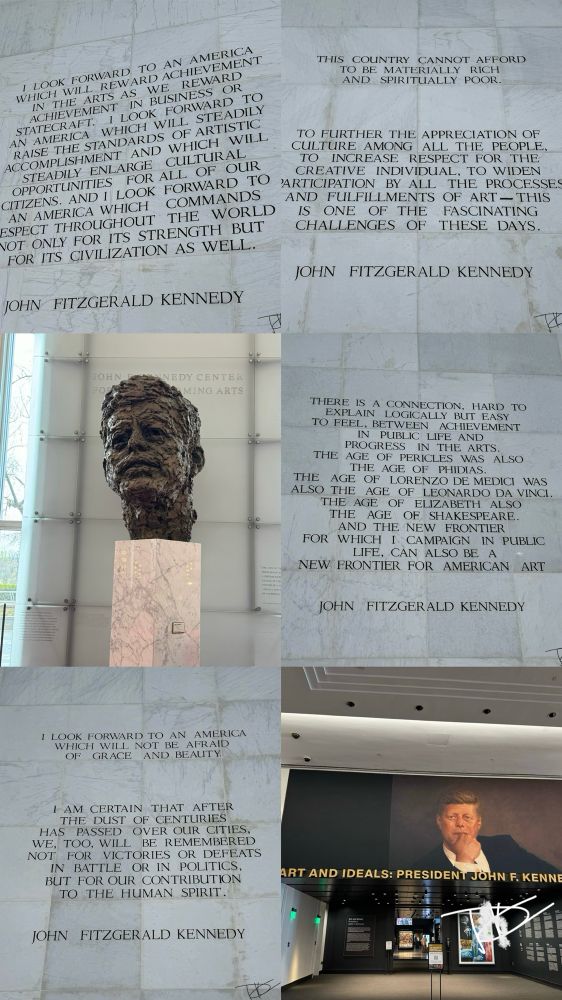 I LOOK FORWARD TO AN AMERICA
WHICH WILL REWARD ACHIEVEMENT
IN THE ARTS AS WE REWARD
ACHIEVEMENT IN BUSINESS OR
STATECRAFT. I LOOK FORWARD TO
AN AMERICA WHICH WILL STEADILY
RAISE THE STANDARDS OF ARTISTIC
ACCOMPLISHMENT AND WHICH WILL
STEADILY ENLARGE CULTURAL
OPPORTUNITIES FOR ALL OF OUR
CITIZENS. AND I LOOK FORWARD TO
AN AMERICA WHICH COMMANDS
RESPECT THROUGHOUT THE WORLD
NOT ONLY FOR ITS STRENGTH BUT
FOR ITS CIVILIZATION AS WELL.
JOHN FITZGERALD KENNEDY
THIS COUNTRY CANNOT AFFORD
TO BE MATERIALLY RICH
AND SPIRITUALLY POOR.
TO FURTHER THE APPRECIATION OF
CULTURE AMONG ALL THE PEOPLE,
TO INCREASE RESPECT FOR THE
CREATIVE INDIVIDUAL, TO WIDEN
PARTICIPATION BY ALL THE PROCESSES
AND FULFILLMENTS OF ART—THIS
IS ONE OF THE FASCINATING
CHALLENGES OF THESE DAYS.
JOHN FITZGERALD KENNEDY
JOHN F. KENNEDY CENTER
THERE IS A CONNECTION, HARD TO
EXPLAIN LOGICALLY BUT EASY
TO FEEL, BETWEEN ACHIEVEMENT
IN PUBLIC LIFE AND
PROGRESS IN THE ARTS.
THE AGE OF PERICLES WAS ALSO
THE AGE OF PHIDIAS.
THE AGE OF LORENZO DE MEDICI WAS
ALSO THE AGE OF LEONARDO DA VINCI.
THE AGE OF ELIZABETH ALSO
THE AGE OF SHAKESPEARE.
AND THE NEW FRONTIER
FOR WHICH I CAMPAIGN IN PUBLIC
LIFE, CAN ALSO BE A
NEW FRONTIER FOR AMERICAN ART
JOHN FITZGERALD KENNEDY
I LOOK FORWARD TO AN AMERICA
WHICH WILL NOT BE AFRAID
OF GRACE AND BEAUTY.
I AM CERTAIN THAT AFTER
THE DUST OF CENTURIES
HAS PASSED OVER OUR CITIES,
WE, TOO, WILL BE REMEMBERED
NOT FOR VICTORIES OR DEFEATS
IN BATTLE OR IN POLITICS,
BUT FOR OUR CONTRIBUTION
TO THE HUMAN SPIRIT.
JOHN FITZGERALD KENNEDY
ART AND IDEALS: PRESIDENT JOHN F. KENNE